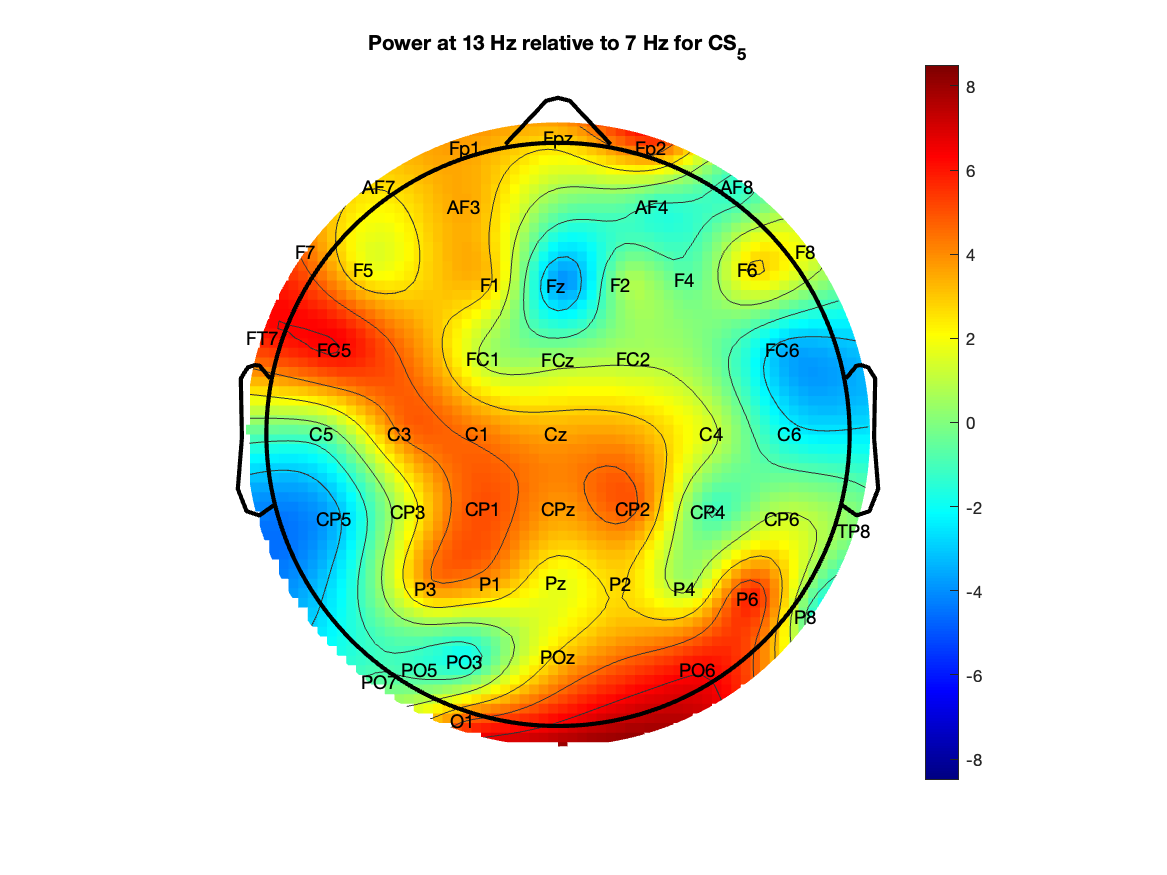 Power at 13 Hz relative to 7 Hz for CS5
Fp1 Fpz Fp2
AF7 AF8
AF3 AF4
F7 F8
F5 F6
F1 Fz F2 F4
FT7
FC5 FC6
FC1 FCz FC2
C5 C3 C1 Cz C4 C6
CP5 CP3 CP1 CPz CP2 CP4 CP6
TP8
P3 P1 Pz P2 P4
P6
P8
PO7 PO5 PO3 POz PO6
O1
8
6
4
2
0
-2
-4
-6
-8